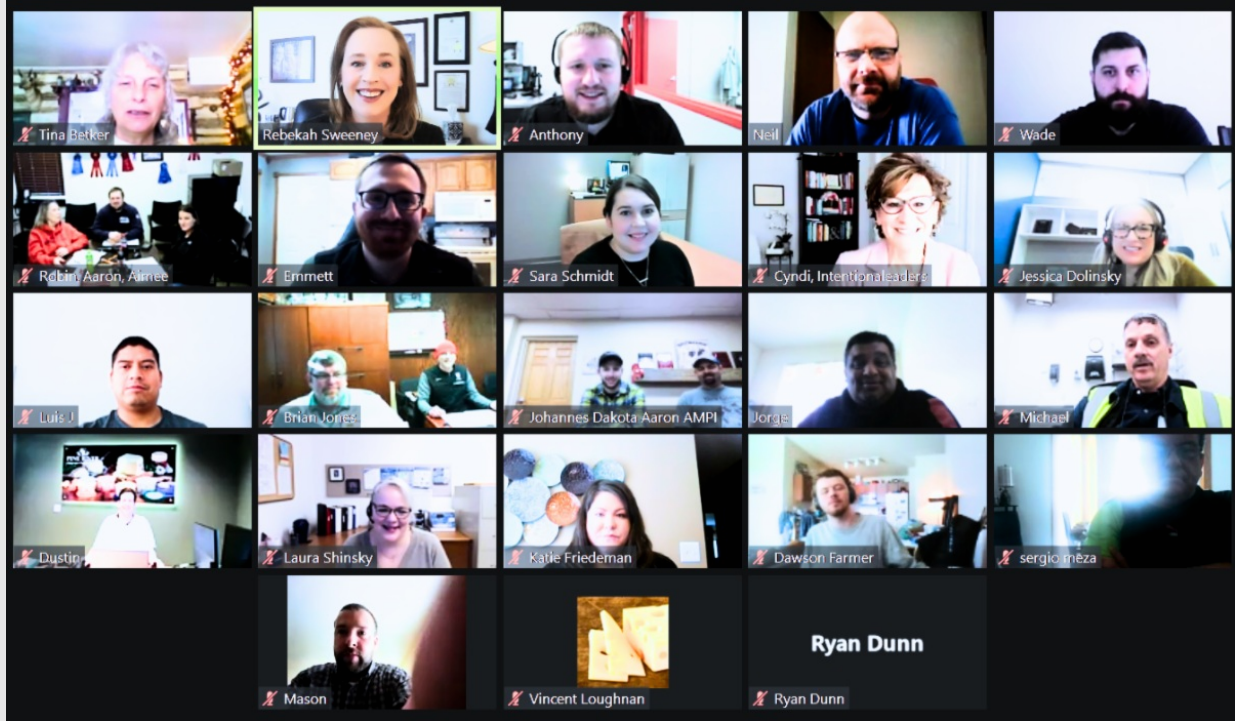 Tina Betker
Rebekah Sweeney
Anthony
Neil
Wade
Robin, Aaron, Aimee
Emmett
Sara Schmidt
Cyndi, Intentionaleaders
Jessica Dolinsky
Luis J
Brian Jones
Johannes Dakota Aaron AMPI
Jorge
Michael
PINE RIVER
Dustin
Laura Shinsky
Katie Friedeman
Dawson Farmer
sergio meza
Mason
Vincent Loughnan
Ryan Dunn
Ryan Dunn